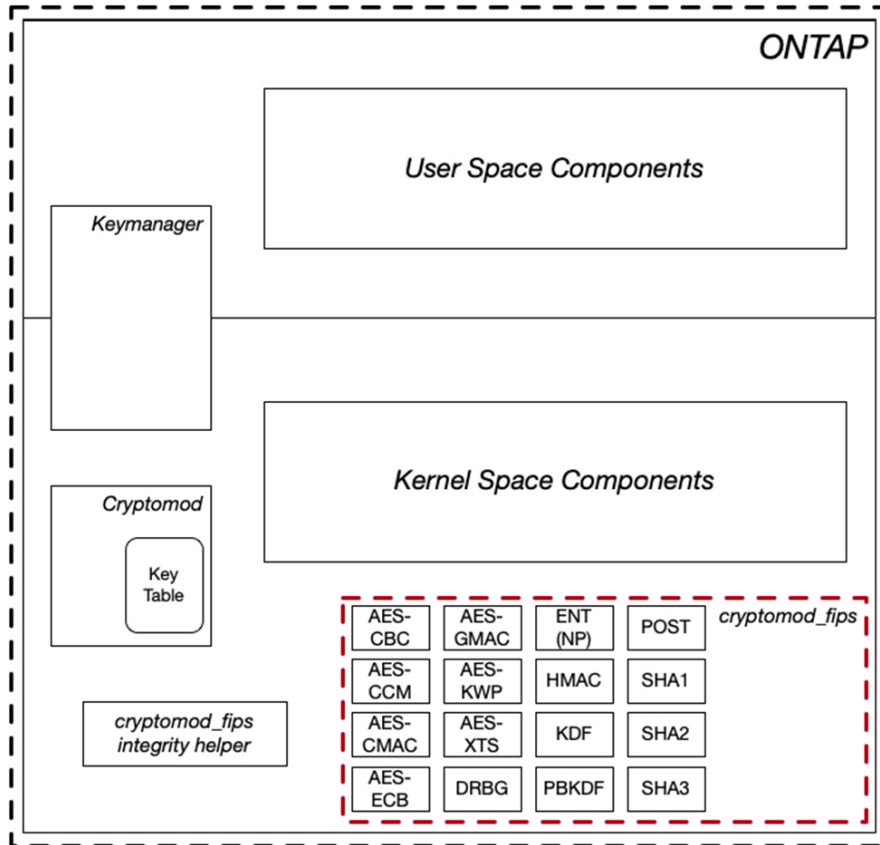 ONTAP
User Space Components
Keymanager
Kernel Space Components
Cryptomod
Key
Table
cryptomod_fips
integrity helper
cryptomod_fips
AES-
CBC
AES-
GMAC
ENT
(NP)
POST
AES-
CCM
AES-
KWP
HMAC
SHA1
AES-
CMAC
AES-
XTS
KDF
SHA2
AES-
ECB
DRBG
PBKDF
SHA3